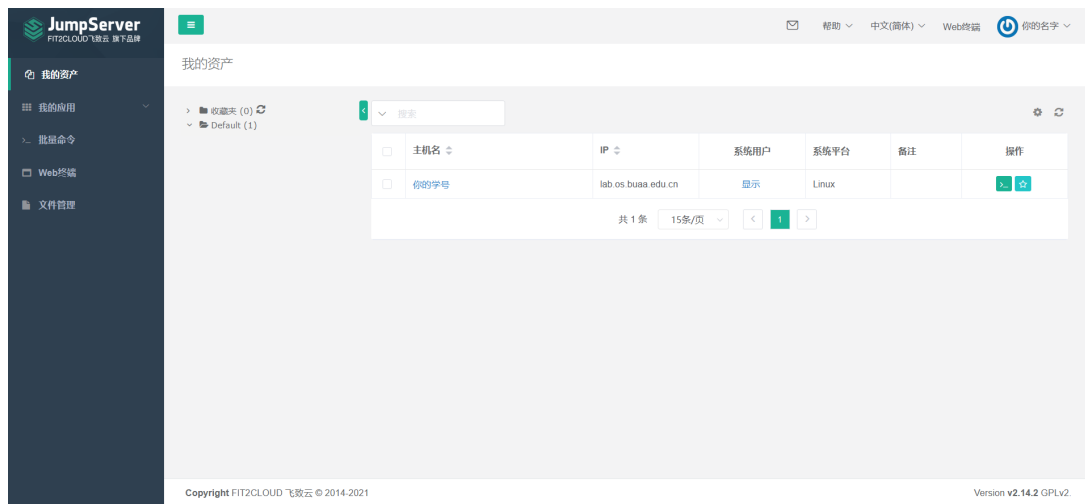 JumpServer
FIT2CLOUD飞致云 旗下品牌
帮助 中文(简体) Web终端 你的名字
我的资产
我的应用
批量命令
Web终端
文件管理
我的资产
收藏夹 (0)
Default (1)
搜索
主机名 IP 系统用户 系统平台 备注 操作
你的学号 lab.os.buaa.edu.cn 显示 Linux
共 1 条 15条/页 1
Copyright FIT2CLOUD 飞致云 © 2014-2021
Version v2.14.2 GPLv2.